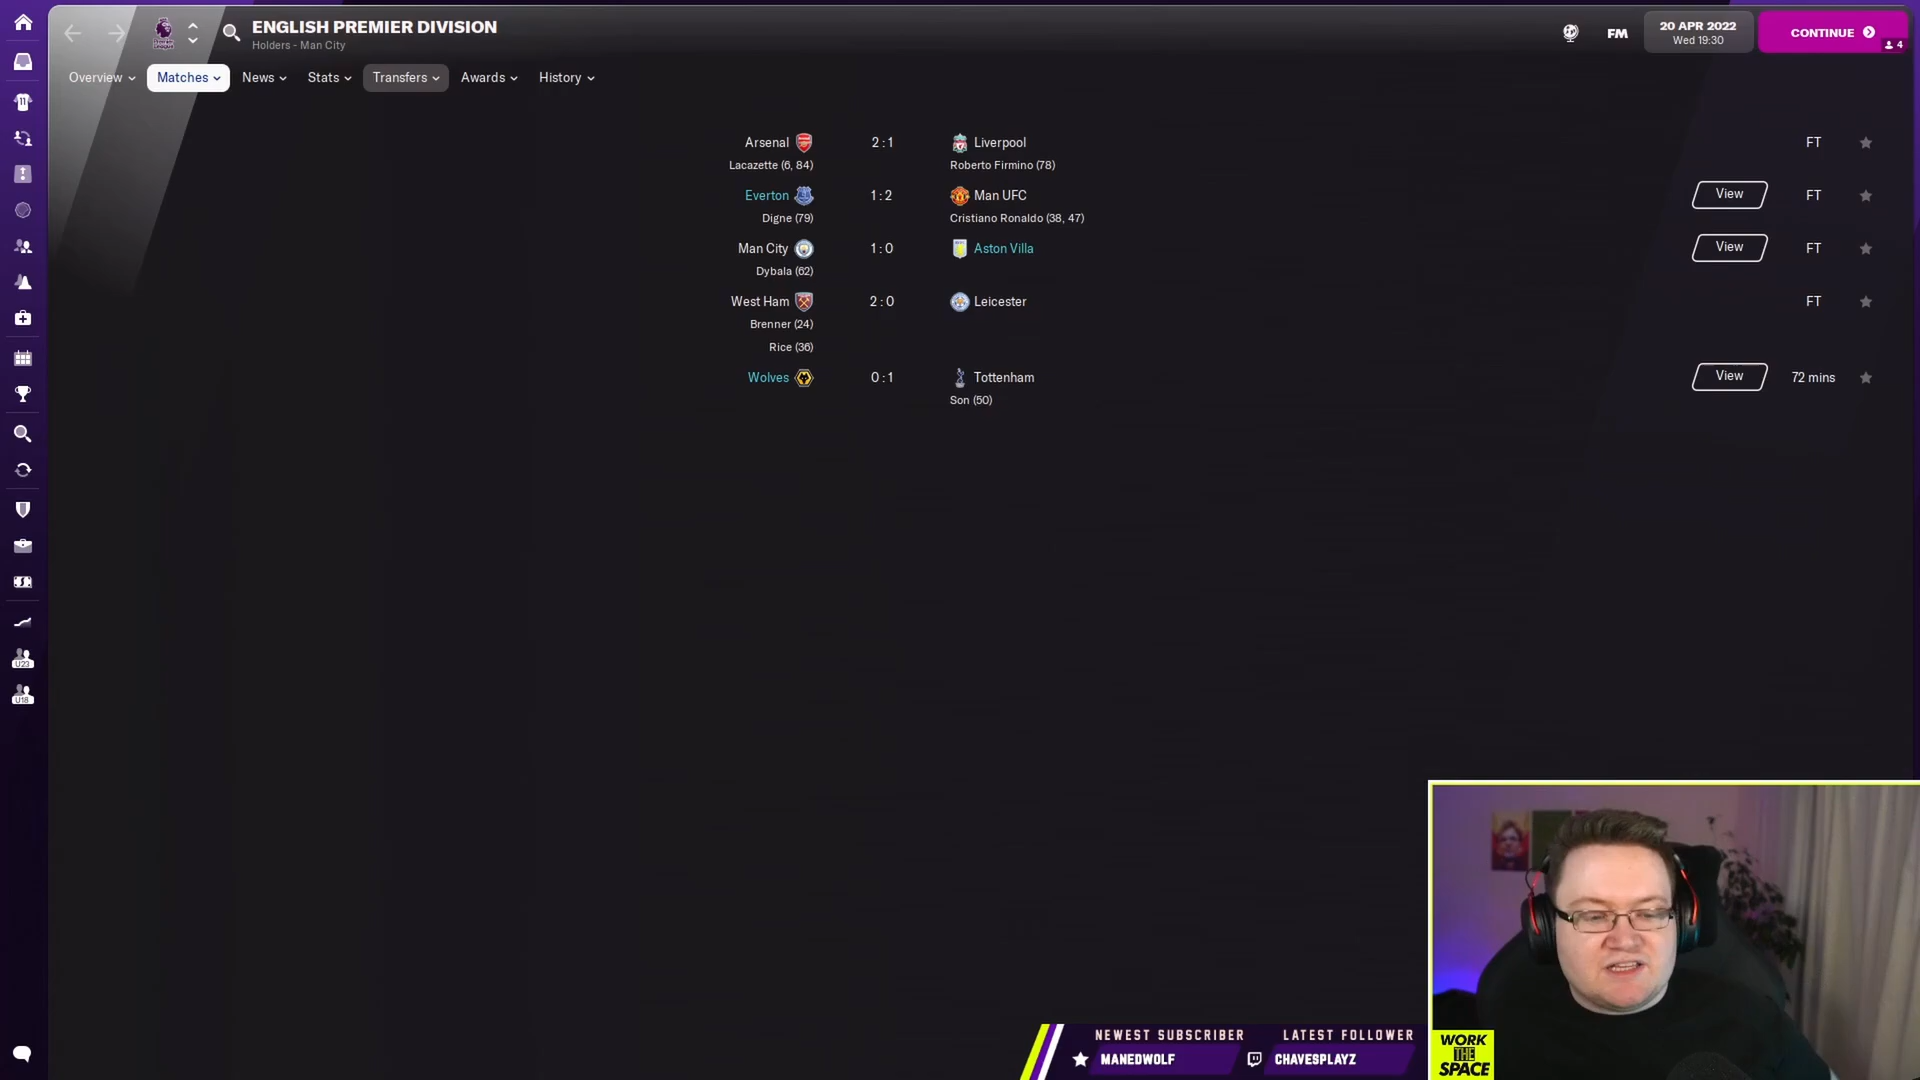 ENGLISH PREMIER DIVISION
Holders - Man City
FM
20 APR 2022
Wed 19:30
CONTINUE
4
Overview Matches News Stats Transfers Awards History
Arsenal 2 : 1 Liverpool FT
Lacazette (6, 84) Roberto Firmino (78)
Everton 1 : 2 Man UFC View FT
Digne (79) Cristiano Ronaldo (38, 47)
Man City 1 : 0 Aston Villa View FT
Dybala (62)
West Ham 2 : 0 Leicester FT
Brenner (24)
Rice (36)
Wolves 0 : 1 Tottenham View 72 mins
Son (50)
11
U23
U18
NEWEST SUBSCRIBER LATEST FOLLOWER
MANEDWOLF CHAVESPLAYZ
WORK
THE
SPACE